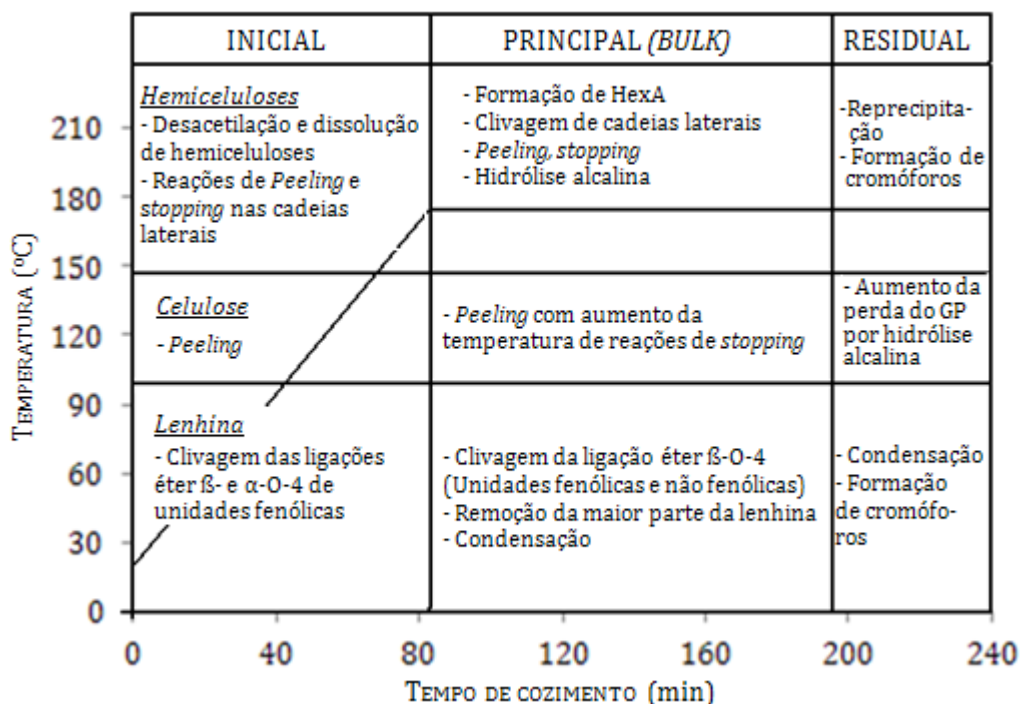 INICIAL
PRINCIPAL (BULK)
RESIDUAL
Hemiceluloses
- Desacetilação e dissolução
de hemiceluloses
- Reações de Peeling e
stopping nas cadeias
laterais
- Formação de HexA
- Clivagem de cadeias laterais
- Peeling, stopping
- Hidrólise alcalina
-Reprecipita-
ção
- Formação de
cromóforos
Celulose
- Peeling
- Peeling com aumento da
temperatura de reações de stopping
- Aumento da
perda do GP
por hidrólise
alcalina
Lenhina
- Clivagem das ligações
éter ß- e α-O-4 de
unidades fenólicas
- Clivagem da ligação éter ß-O-4
(Unidades fenólicas e não fenólicas)
- Remoção da maior parte da lenhina
- Condensação
- Condensação
- Formação
de cromófo-
ros
TEMPERATURA (ºC)
210
180
150
120
90
60
30
0
0
40
80
120
160
200
240
TEMPO DE COZIMENTO (min)